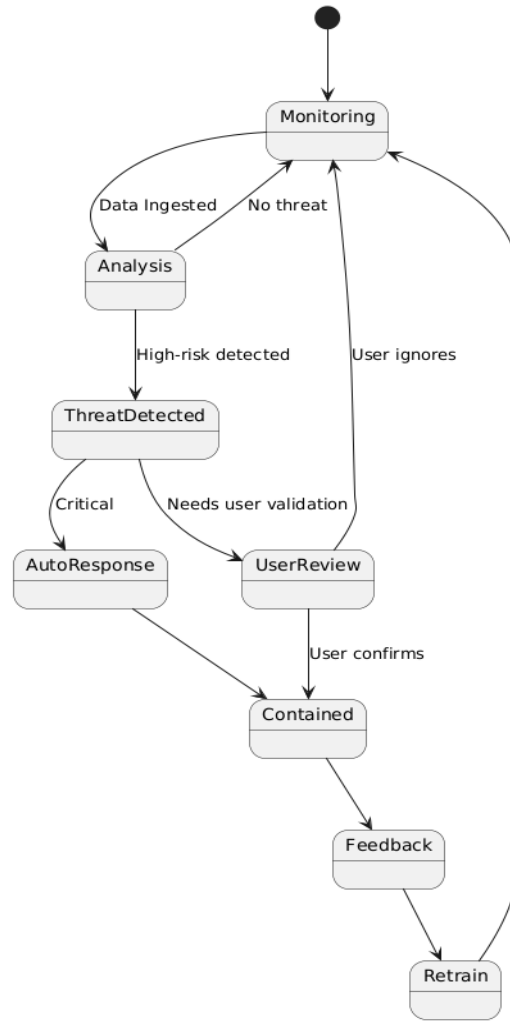 Monitoring
Data Ingested
No threat
Analysis
High-risk detected
User ignores
ThreatDetected
Critical
Needs user validation
AutoResponse
UserReview
User confirms
Contained
Feedback
Retrain